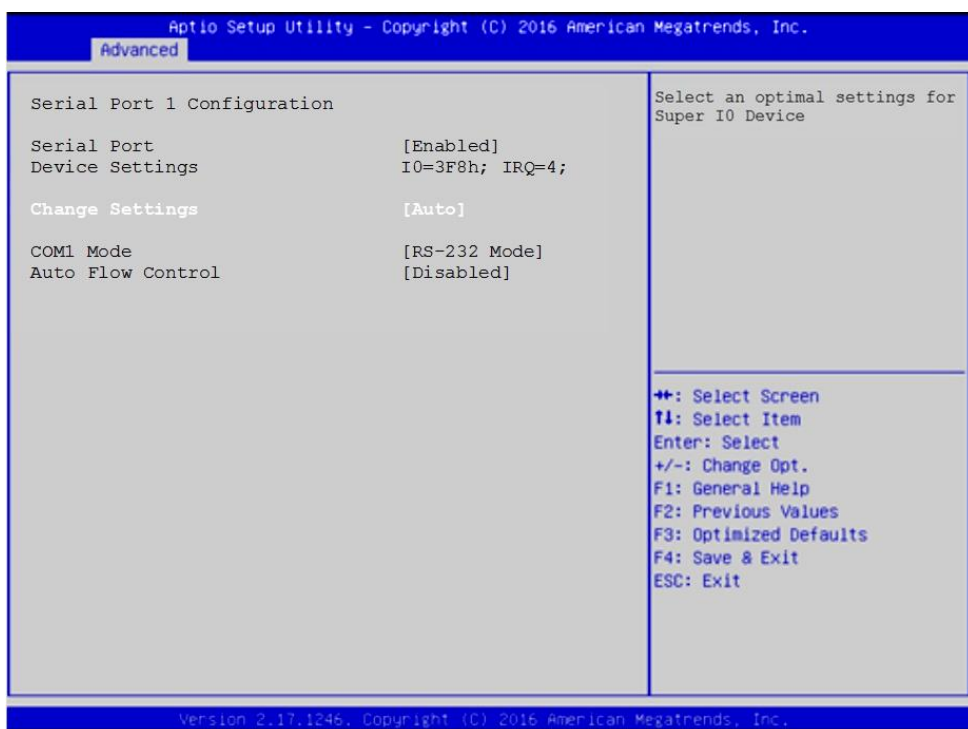 Aptio Setup Utility - Copyright (C) 2016 American Megatrends, Inc.
Advanced
Serial Port 1 Configuration
Serial Port [Enabled]
Device Settings IO=3F8h; IRQ=4;
Change Settings [Auto]
COM1 Mode [RS-232 Mode]
Auto Flow Control [Disabled]
Select an optimal settings for
Super IO Device
→←: Select Screen
↑↓: Select Item
Enter: Select
+/-: Change Opt.
F1: General Help
F2: Previous Values
F3: Optimized Defaults
F4: Save & Exit
ESC: Exit
Version 2.17.1246. Copyright (C) 2016 American Megatrends, Inc.